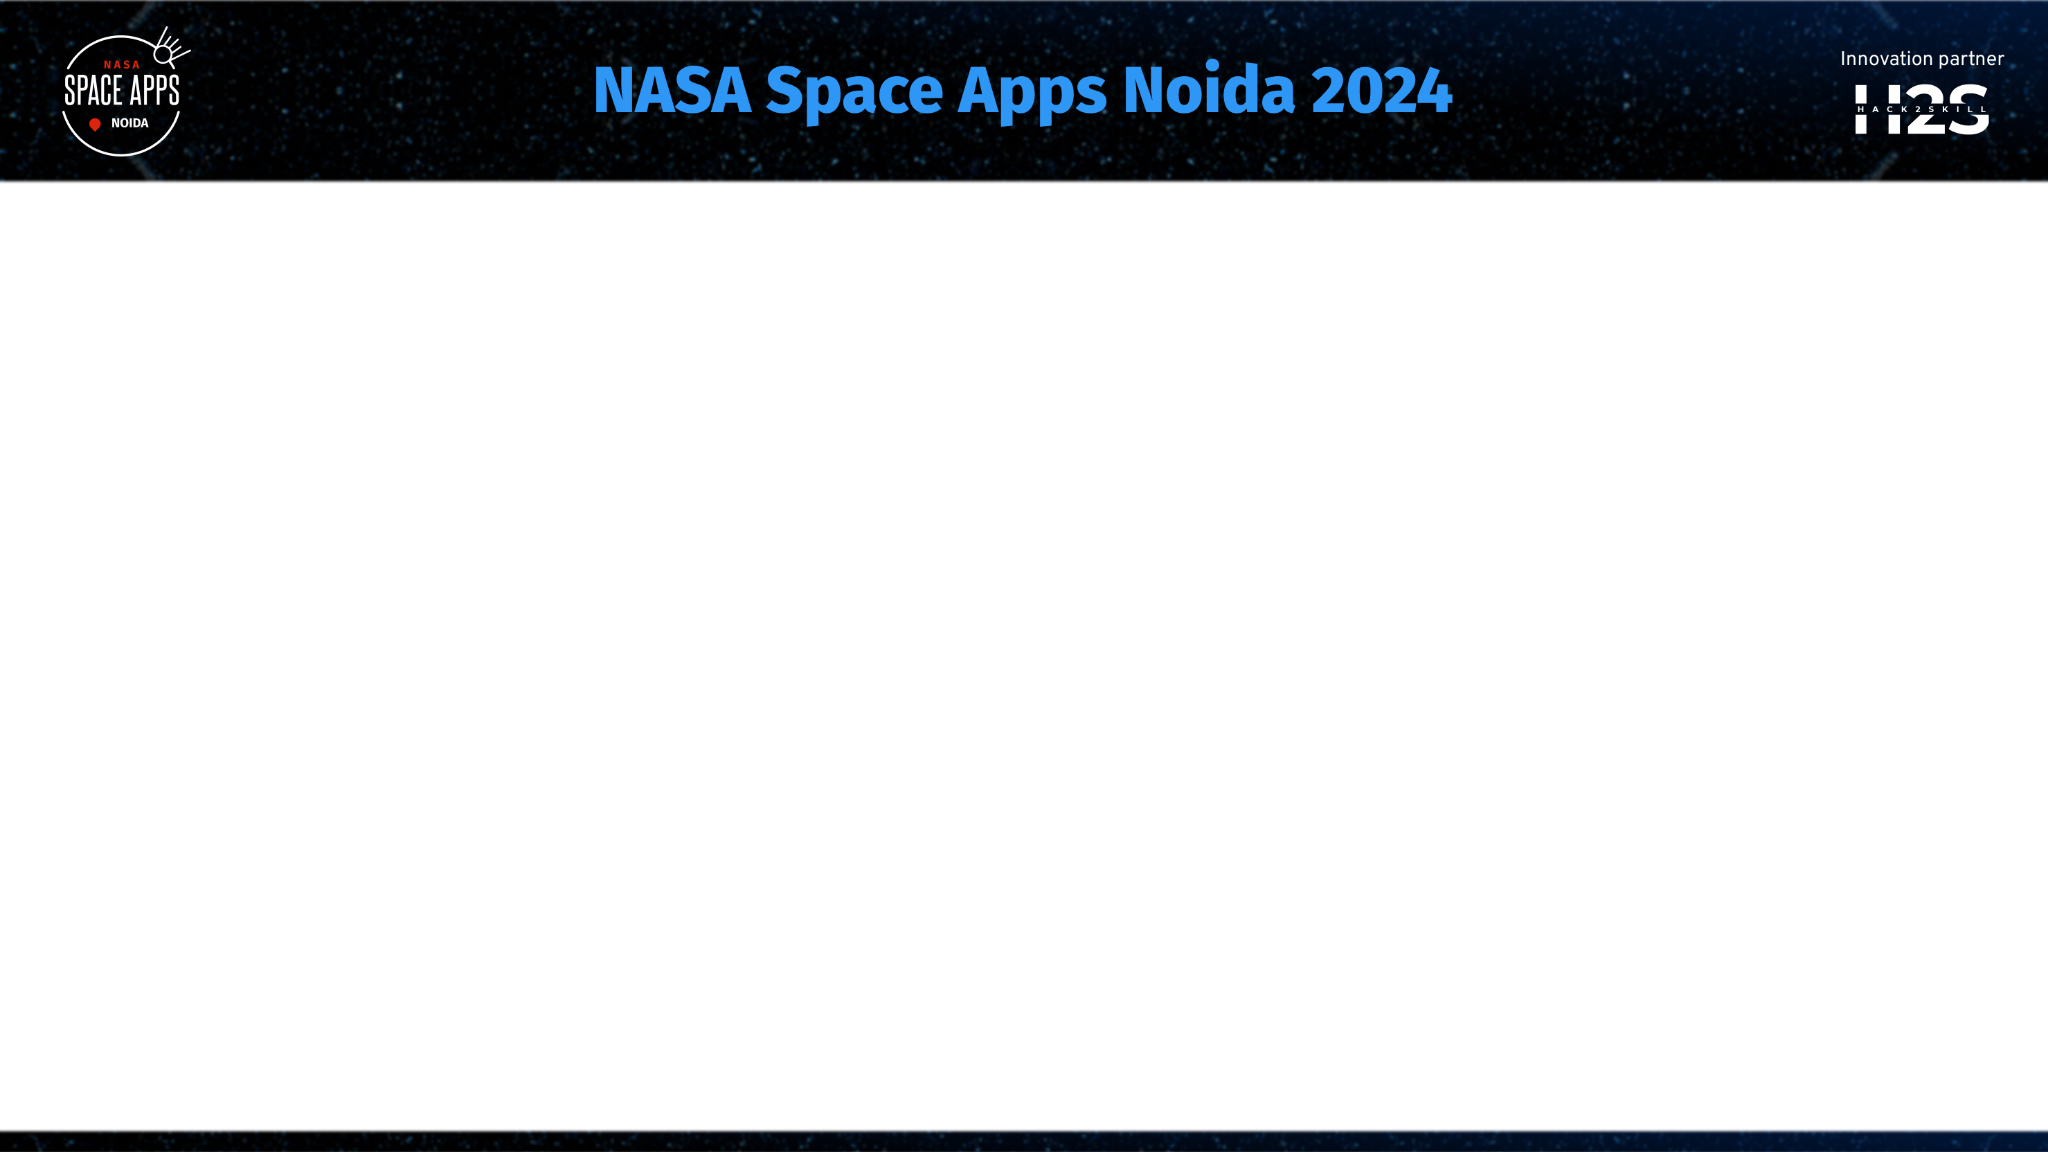 NASA
SPACE APPS
NOIDA
NASA Space Apps Noida 2024
Innovation partner
H2S
HACK2SKILL